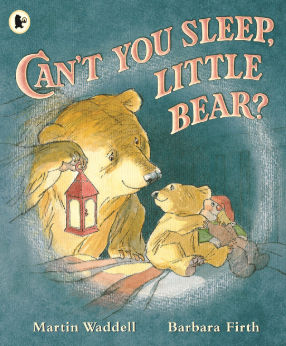 CAN'T YOU SLEEP,
LITTLE
BEAR?
Martin Waddell Barbara Firth